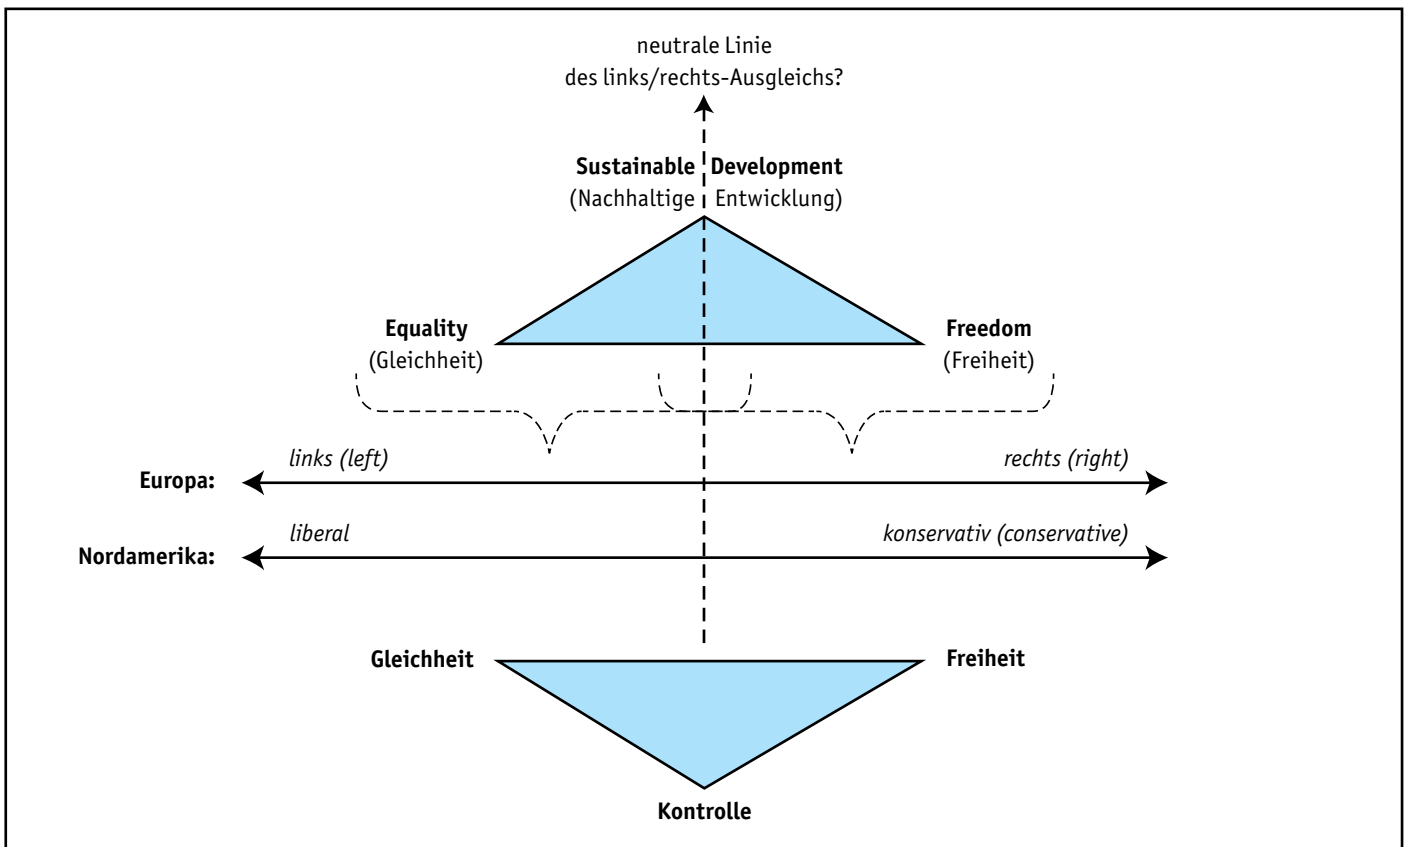 neutrale Linie
des links/rechts-Ausgleichs?
Sustainable Development
(Nachhaltige Entwicklung)
Equality
(Gleichheit)
Freedom
(Freiheit)
links (left)
rechts (right)
Europa:
liberal
konservativ (conservative)
Nordamerika:
Gleichheit
Freiheit
Kontrolle